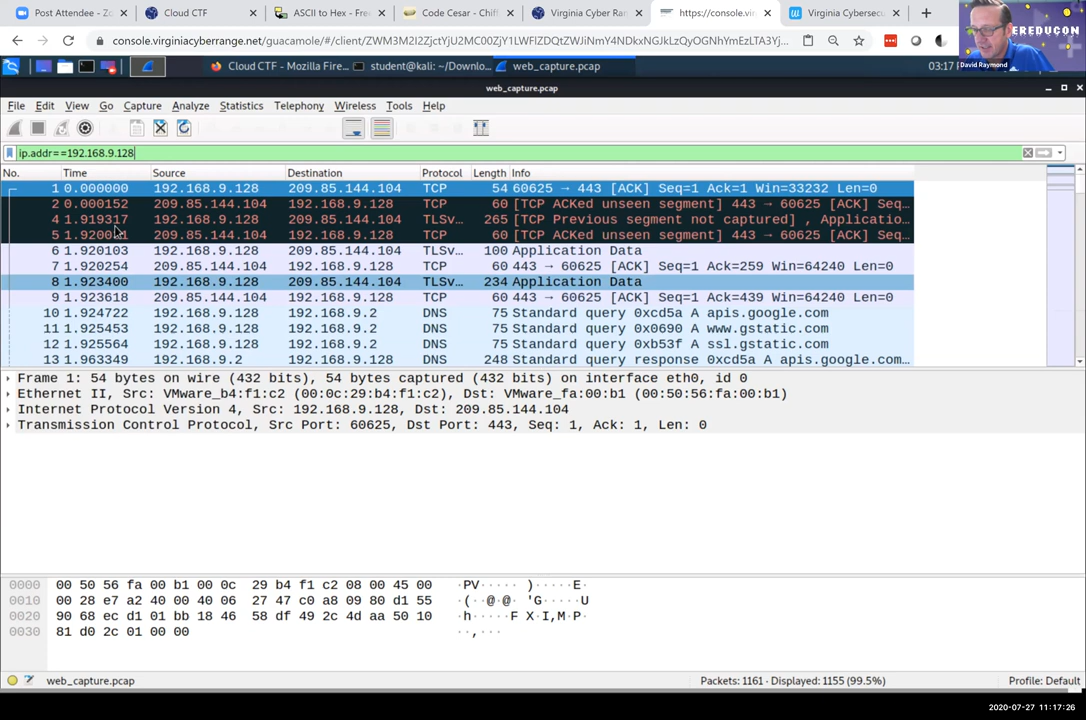 Post Attendee - Zo
Cloud CTF
ASCII to Hex - Fre
Code Cesar - Chiff
Virginia Cyber Ran
https://console.vir
Virginia Cybersecu
console.virginiacyberrange.net/guacamole/#/client/
EREDUCON
David Raymond
Cloud CTF - Mozilla Fire...
student@kali: ~/Downlo...
web_capture.pcap
03:17 PM
web_capture.pcap
File Edit View Go Capture Analyze Statistics Telephony Wireless Tools Help
ip.addr==192.168.9.128
No. Time Source Destination Protocol Length Info
1 0.000000 192.168.9.128 209.85.144.104 TCP 54 60625 → 443 [ACK] Seq=1 Ack=1 Win=33232 Len=0
2 0.000152 209.85.144.104 192.168.9.128 TCP 60 [TCP ACKed unseen segment] 443 → 60625 [ACK] Seq...
4 1.919317 192.168.9.128 209.85.144.104 TLSv... 265 [TCP Previous segment not captured] , Applicatio...
5 209.85.144.104 192.168.9.128 TCP 60 [TCP ACKed unseen segment] 443 → 60625 [ACK] Seq...
6 1.920103 192.168.9.128 209.85.144.104 TLSv... 100 Application Data
7 1.920254 209.85.144.104 192.168.9.128 TCP 60 443 → 60625 [ACK] Seq=1 Ack=259 Win=64240 Len=0
8 1.923400 192.168.9.128 209.85.144.104 TLSv... 234 Application Data
9 1.923618 209.85.144.104 192.168.9.128 TCP 60 443 → 60625 [ACK] Seq=1 Ack=439 Win=64240 Len=0
10 1.924722 192.168.9.128 192.168.9.2 DNS 75 Standard query 0xcd5a A apis.google.com
11 1.925453 192.168.9.128 192.168.9.2 DNS 75 Standard query 0x0690 A www.gstatic.com
12 1.925564 192.168.9.128 192.168.9.2 DNS 75 Standard query 0xb53f A ssl.gstatic.com
13 1.963349 192.168.9.2 192.168.9.128 DNS 248 Standard query response 0xcd5a A apis.google.com...
Frame 1: 54 bytes on wire (432 bits), 54 bytes captured (432 bits) on interface eth0, id 0
Ethernet II, Src: VMware_b4:f1:c2 (00:0c:29:b4:f1:c2), Dst: VMware_fa:00:b1 (00:50:56:fa:00:b1)
Internet Protocol Version 4, Src: 192.168.9.128, Dst: 209.85.144.104
Transmission Control Protocol, Src Port: 60625, Dst Port: 443, Seq: 1, Ack: 1, Len: 0
0000 00 50 56 fa 00 b1 00 0c 29 b4 f1 c2 08 00 45 00 ·PV····· )·····E·
0010 00 28 e7 a2 40 00 40 06 27 47 c0 a8 09 80 d1 55 ·(··@·@· 'G·····U
0020 90 68 ec d1 01 bb 18 46 58 df 49 2c 4d aa 50 10 ·h·····F X·I,M·P·
0030 81 d0 2c 01 00 00 ··,···
web_capture.pcap
Packets: 1161 · Displayed: 1155 (99.5%)
Profile: Default
2020-07-27 11:17:26